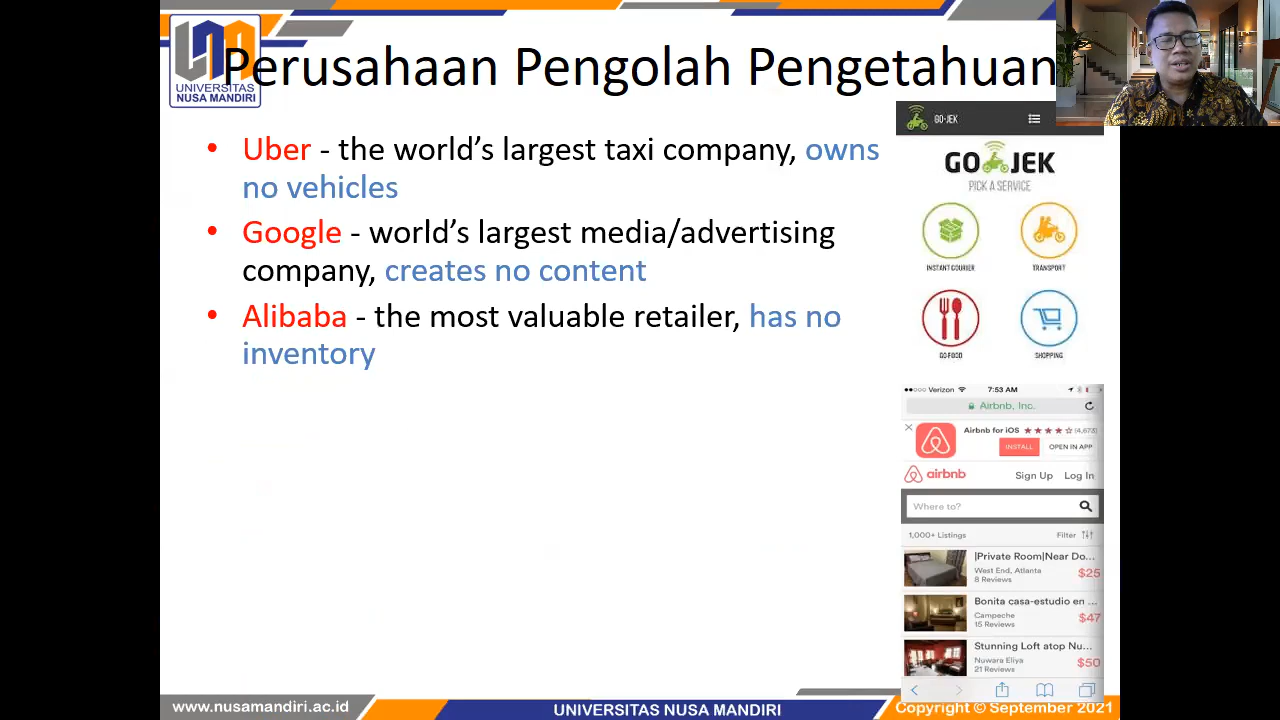 Perusahaan Pengolah Pengetahuan
UNIVERSITAS
NUSA MANDIRI
• Uber - the world's largest taxi company, owns
no vehicles
• Google - world's largest media/advertising
company, creates no content
• Alibaba - the most valuable retailer, has no
inventory
GO-JEK
GO JEK
PICK A SERVICE
INSTANT COURIER
TRANSPORT
GO-FOOD
SHOPPING
Verizon 7:53 AM
Airbnb, Inc.
Airbnb for iOS ★★★★☆ (4,673)
INSTALL OPEN IN APP
airbnb Sign Up Log In
Where to?
1,000+ Listings Filter
|Private Room|Near Do...
West End, Atlanta
8 Reviews
$25
Bonita casa-estudio en ...
Campeche
15 Reviews
$47
Stunning Loft atop Nu...
Nuwara Eliya
21 Reviews
$50
www.nusamandiri.ac.id
UNIVERSITAS NUSA MANDIRI
Copyright © September 2021